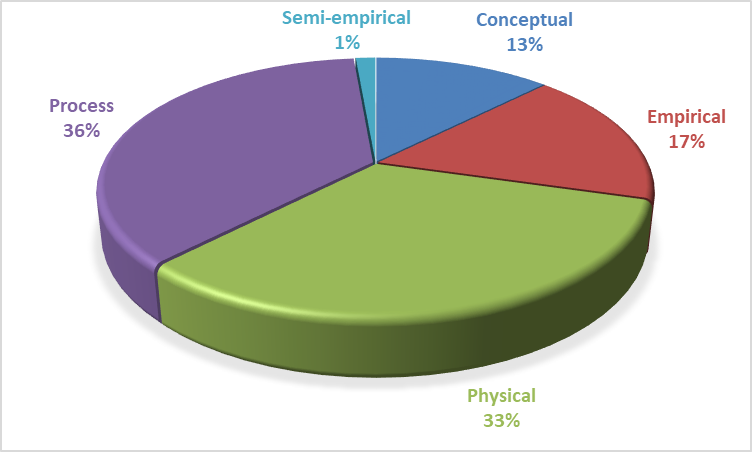 Semi-empirical
1%
Conceptual
13%
Process
36%
Empirical
17%
Physical
33%